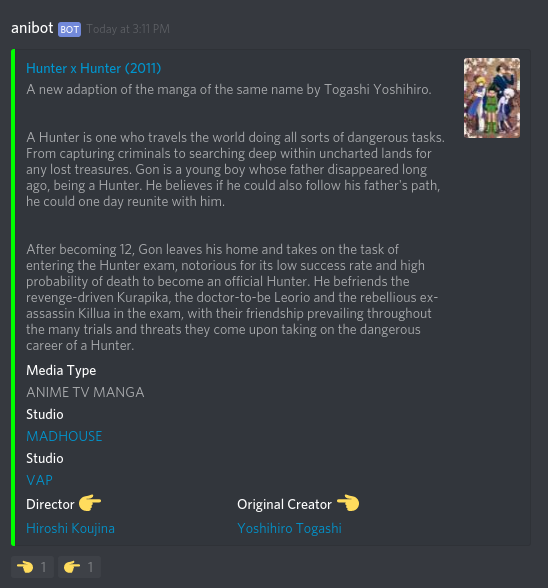 anibot BOT Today at 3:11 PM
Hunter x Hunter (2011)
A new adaption of the manga of the same name by Togashi Yoshihiro.
A Hunter is one who travels the world doing all sorts of dangerous tasks.
From capturing criminals to searching deep within uncharted lands for
any lost treasures. Gon is a young boy whose father disappeared long
ago, being a Hunter. He believes if he could also follow his father's path,
he could one day reunite with him.
After becoming 12, Gon leaves his home and takes on the task of
entering the Hunter exam, notorious for its low success rate and high
probability of death to become an official Hunter. He befriends the
revenge-driven Kurapika, the doctor-to-be Leorio and the rebellious ex-
assassin Killua in the exam, with their friendship prevailing throughout
the many trials and threats they come upon taking on the dangerous
career of a Hunter.
Media Type
ANIME TV MANGA
Studio
MADHOUSE
Studio
VAP
Director 👉 Original Creator 👈
Hiroshi Koujina Yoshihiro Togashi
👈 1 👉 1